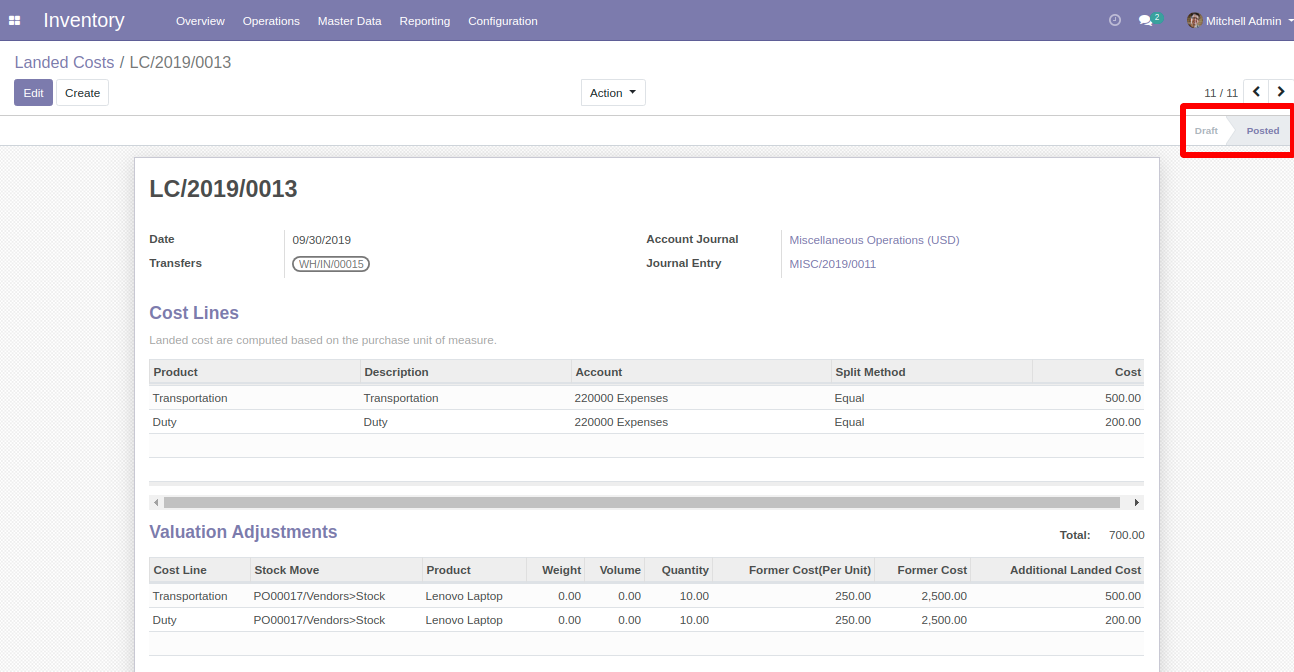 Inventory Overview Operations Master Data Reporting Configuration 2 Mitchell Admin
Landed Costs / LC/2019/0013
Edit Create Action 11 / 11
Draft Posted
LC/2019/0013
Date 09/30/2019 Account Journal Miscellaneous Operations (USD)
Transfers WH/IN/00015 Journal Entry MISC/2019/0011
Cost Lines
Landed cost are computed based on the purchase unit of measure.
Product Description Account Split Method Cost
Transportation Transportation 220000 Expenses Equal 500.00
Duty Duty 220000 Expenses Equal 200.00
Valuation Adjustments Total: 700.00
Cost Line Stock Move Product Weight Volume Quantity Former Cost(Per Unit) Former Cost Additional Landed Cost
Transportation PO00017/Vendors>Stock Lenovo Laptop 0.00 0.00 10.00 250.00 2,500.00 500.00
Duty PO00017/Vendors>Stock Lenovo Laptop 0.00 0.00 10.00 250.00 2,500.00 200.00